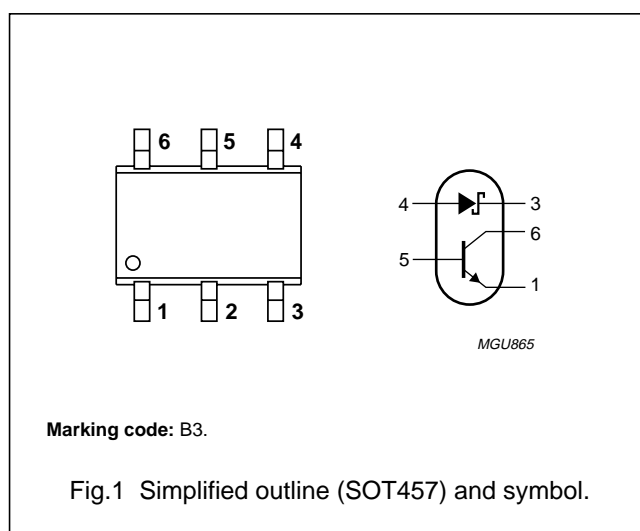 6 5 4
1 2 3
4 3
6
5
1
MGU865
Marking code: B3.
Fig.1 Simplified outline (SOT457) and symbol.